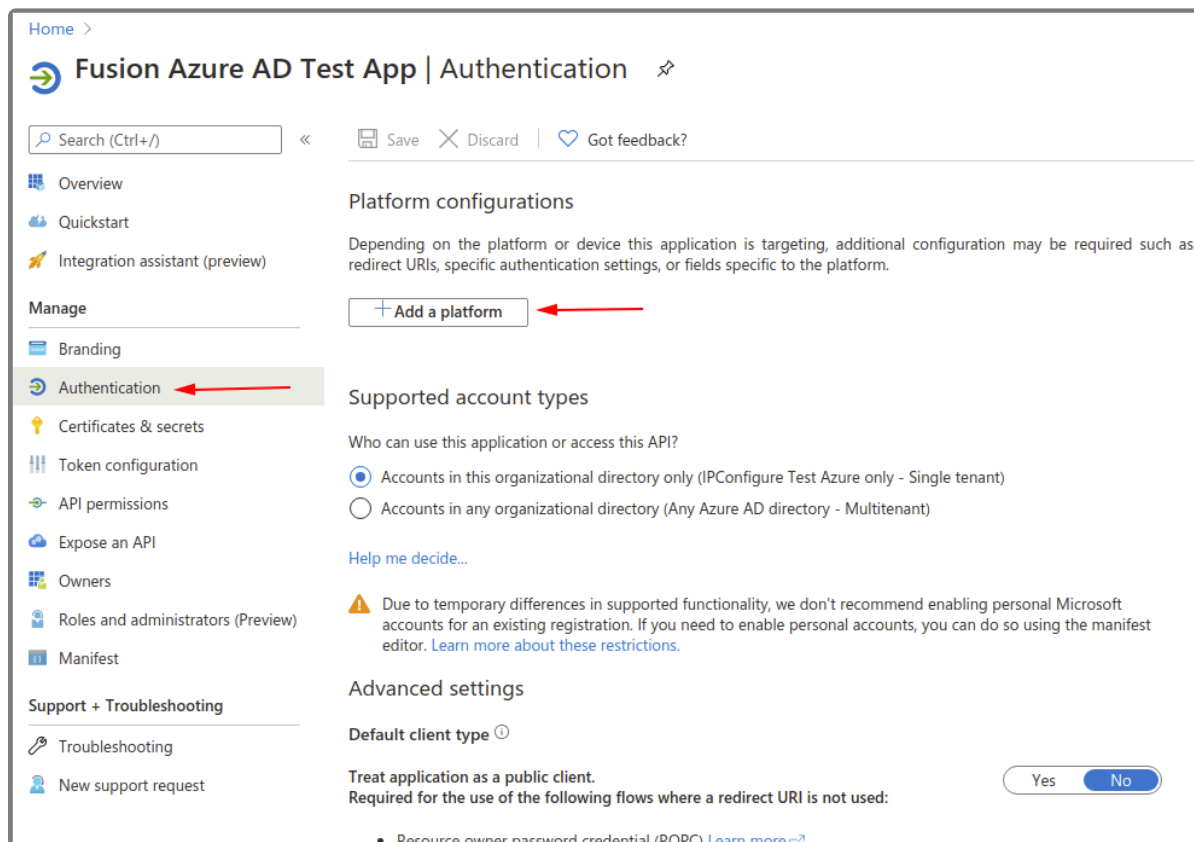 Home >
Fusion Azure AD Test App | Authentication
Search (Ctrl+/)
«
Save
Discard
Got feedback?
Overview
Quickstart
Integration assistant (preview)
Manage
Branding
Authentication
Certificates & secrets
Token configuration
API permissions
Expose an API
Owners
Roles and administrators (Preview)
Manifest
Support + Troubleshooting
Troubleshooting
New support request
Platform configurations
Depending on the platform or device this application is targeting, additional configuration may be required such as
redirect URIs, specific authentication settings, or fields specific to the platform.
+ Add a platform
Supported account types
Who can use this application or access this API?
Accounts in this organizational directory only (IPConfigure Test Azure only - Single tenant)
Accounts in any organizational directory (Any Azure AD directory - Multitenant)
Help me decide...
Due to temporary differences in supported functionality, we don't recommend enabling personal Microsoft
accounts for an existing registration. If you need to enable personal accounts, you can do so using the manifest
editor. Learn more about these restrictions.
Advanced settings
Default client type
Treat application as a public client.
Required for the use of the following flows where a redirect URI is not used:
Yes
No
• Resource owner password credential (ROPC) Learn more